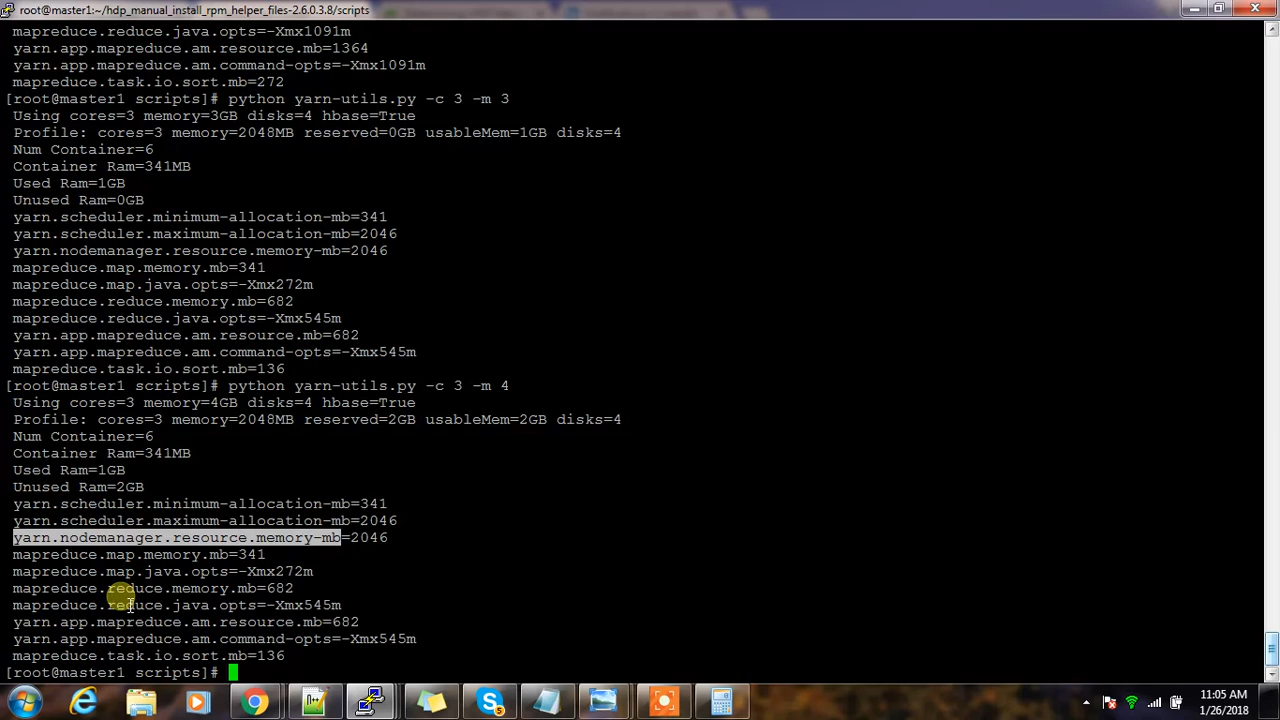 root@master1:~/hdp_manual_install_rpm_helper_files-2.6.0.3.8/scripts
mapreduce.reduce.java.opts=-Xmx1091m
yarn.app.mapreduce.am.resource.mb=1364
yarn.app.mapreduce.am.command-opts=-Xmx1091m
mapreduce.task.io.sort.mb=272
[root@master1 scripts]# python yarn-utils.py -c 3 -m 3
Using cores=3 memory=3GB disks=4 hbase=True
Profile: cores=3 memory=2048MB reserved=0GB usableMem=1GB disks=4
Num Container=6
Container Ram=341MB
Used Ram=1GB
Unused Ram=0GB
yarn.scheduler.minimum-allocation-mb=341
yarn.scheduler.maximum-allocation-mb=2046
yarn.nodemanager.resource.memory-mb=2046
mapreduce.map.memory.mb=341
mapreduce.map.java.opts=-Xmx272m
mapreduce.reduce.memory.mb=682
mapreduce.reduce.java.opts=-Xmx545m
yarn.app.mapreduce.am.resource.mb=682
yarn.app.mapreduce.am.command-opts=-Xmx545m
mapreduce.task.io.sort.mb=136
[root@master1 scripts]# python yarn-utils.py -c 3 -m 4
Using cores=3 memory=4GB disks=4 hbase=True
Profile: cores=3 memory=2048MB reserved=2GB usableMem=2GB disks=4
Num Container=6
Container Ram=341MB
Used Ram=1GB
Unused Ram=2GB
yarn.scheduler.minimum-allocation-mb=341
yarn.scheduler.maximum-allocation-mb=2046
yarn.nodemanager.resource.memory-mb=2046
mapreduce.map.memory.mb=341
mapreduce.map.java.opts=-Xmx272m
mapreduce.reduce.memory.mb=682
mapreduce.reduce.java.opts=-Xmx545m
yarn.app.mapreduce.am.resource.mb=682
yarn.app.mapreduce.am.command-opts=-Xmx545m
mapreduce.task.io.sort.mb=136
[root@master1 scripts]#
11:05 AM
1/26/2018